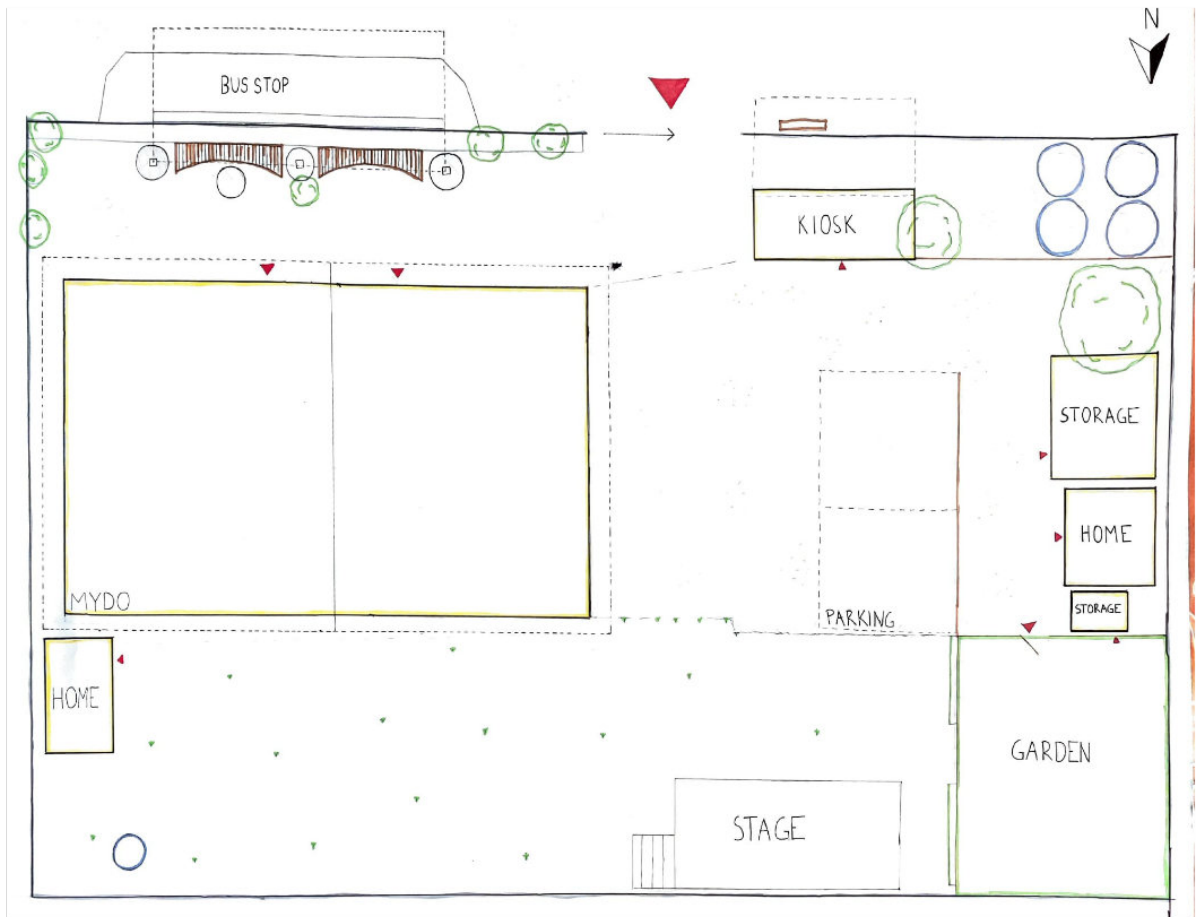 N
BUS STOP
KIOSK
STORAGE
HOME
MYDO
PARKING
STORAGE
HOME
GARDEN
STAGE